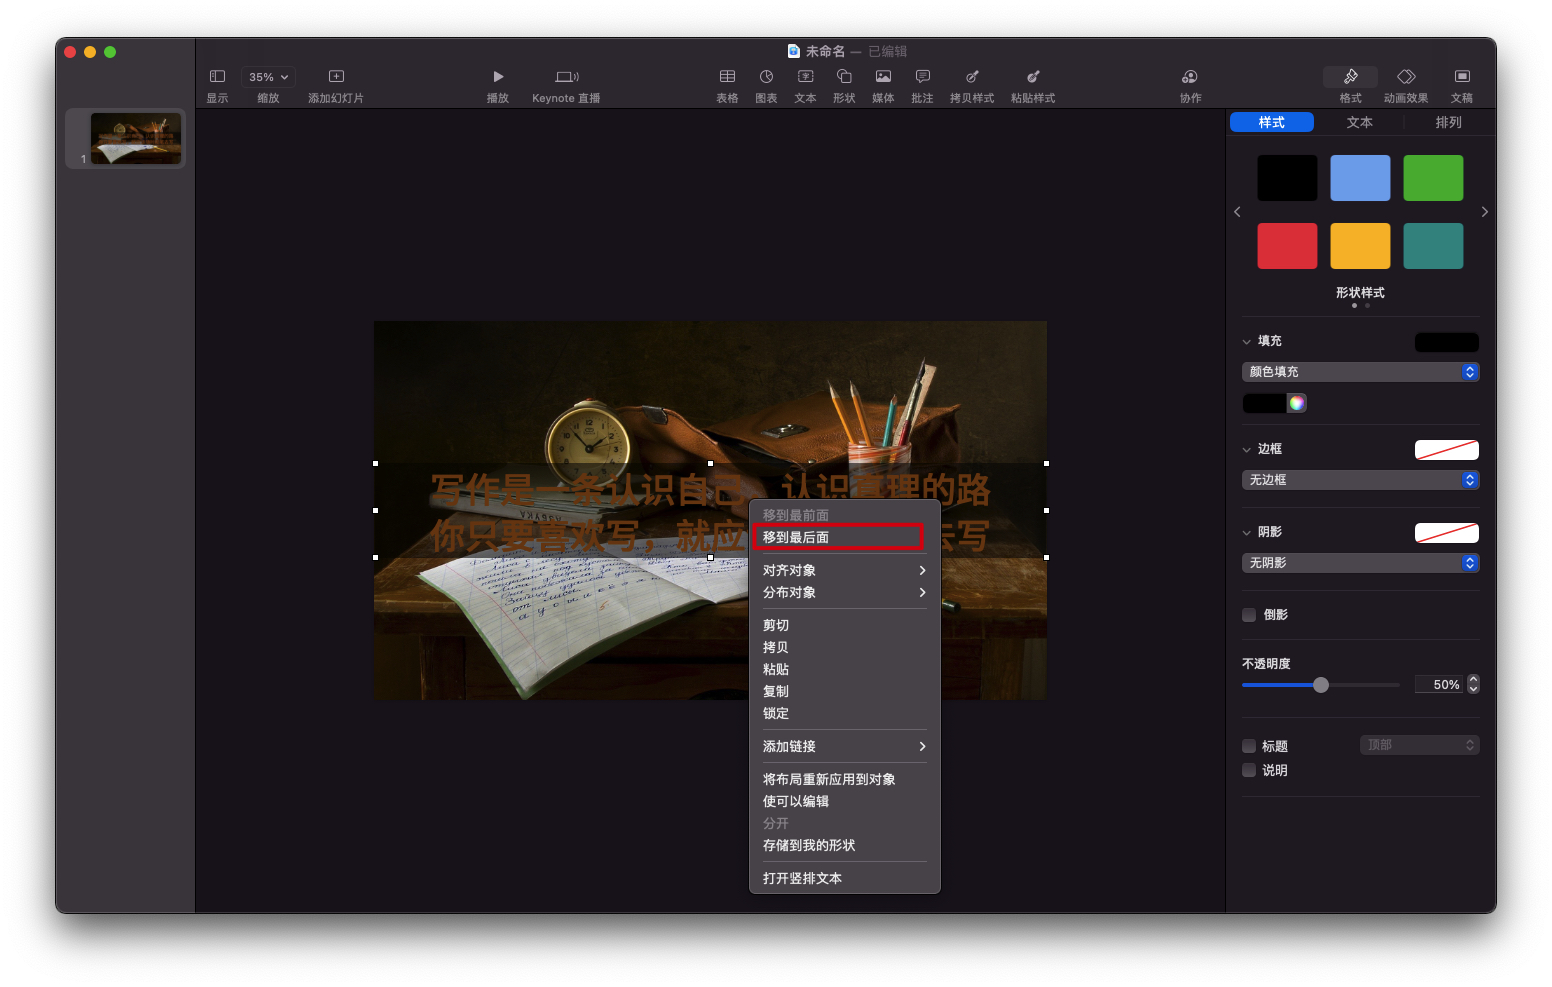 未命名 — 已编辑
显示
35%
缩放
添加幻灯片
播放
Keynote 直播
表格
图表
文本
形状
媒体
批注
拷贝样式
粘贴样式
协作
格式
动画效果
文稿
1
样式
文本
排列
形状样式
填充
颜色填充
边框
无边框
阴影
无阴影
倒影
不透明度
50%
标题
顶部
说明
写作是一条认识自己、认识真理的路
你只要喜欢写，就应 去写
移到最前面
移到最后面
对齐对象
分布对象
剪切
拷贝
粘贴
复制
锁定
添加链接
将布局重新应用到对象
使可以编辑
分开
存储到我的形状
打开竖排文本